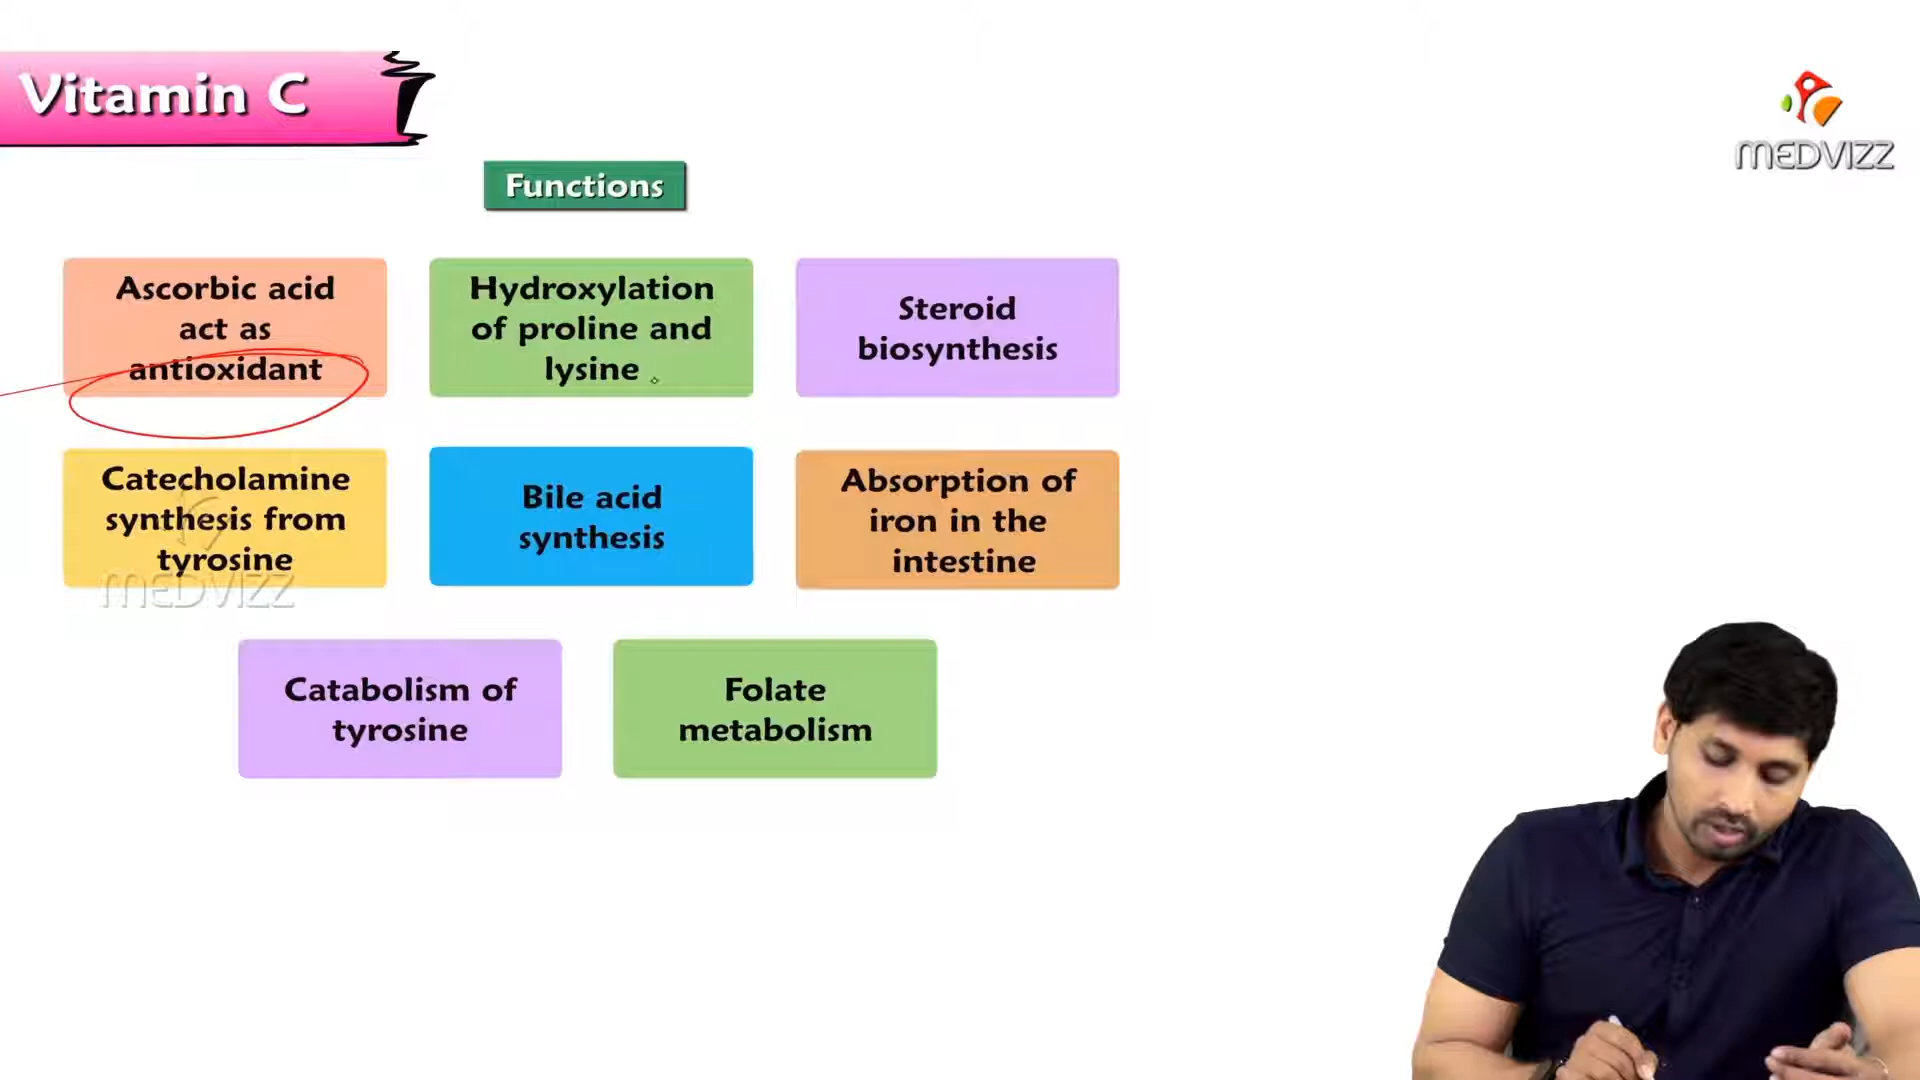 Vitamin C
MEDVIZZ
Functions
Ascorbic acid
act as
antioxidant
Hydroxylation
of proline and
lysine
Steroid
biosynthesis
Catecholamine
synthesis from
tyrosine
MEDVIZZ
Bile acid
synthesis
Absorption of
iron in the
intestine
Catabolism of
tyrosine
Folate
metabolism